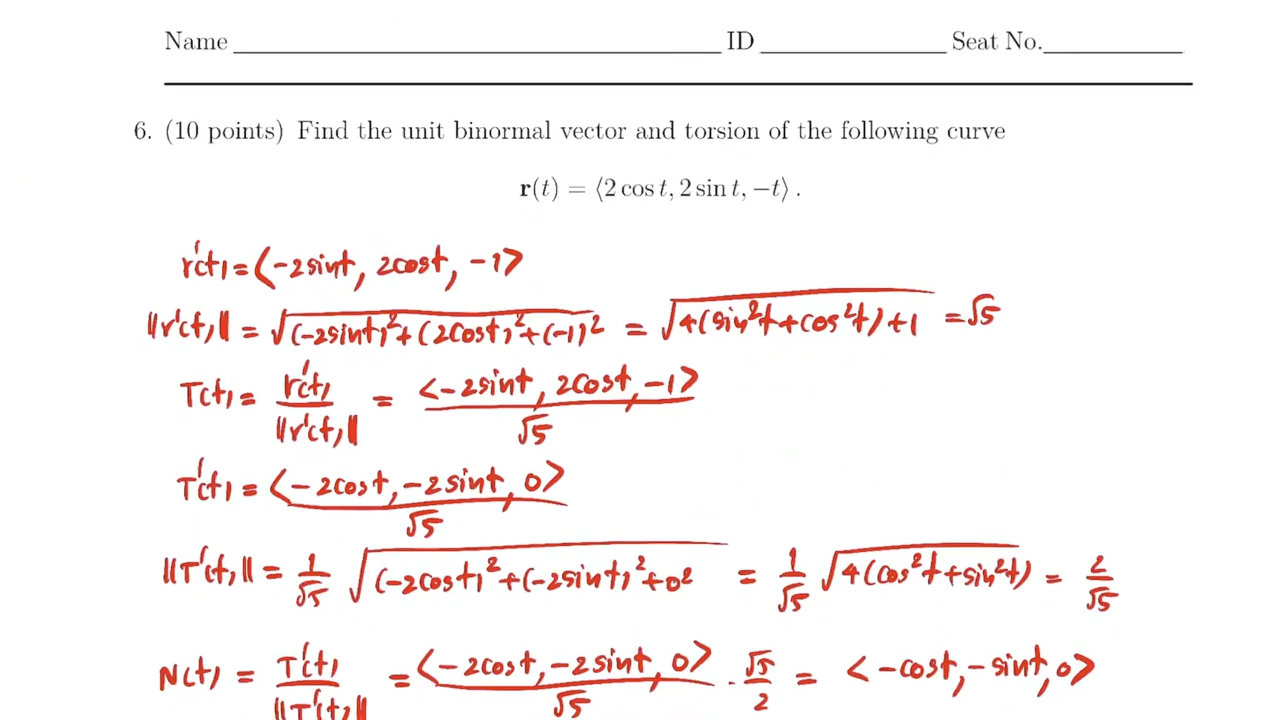 Name ID Seat No.
6. (10 points) Find the unit binormal vector and torsion of the following curve
r(t) = ⟨2 cos t, 2 sin t, −t⟩ .
r'(t) = ⟨-2sint, 2cost, -1⟩
||r'(t)|| = √((-2sint)² + (2cost)² + (-1)²) = √(4(sin²t + cos²t) + 1) = √5
T(t) = r'(t) / ||r'(t)|| = ⟨-2sint, 2cost, -1⟩ / √5
T'(t) = ⟨-2cost, -2sint, 0⟩ / √5
||T'(t)|| = 1/√5 √((-2cost)² + (-2sint)² + 0²) = 1/√5 √(4(cos²t + sin²t)) = 2/√5
N(t) = T'(t) / ||T'(t)|| = ⟨-2cost, -2sint, 0⟩ / √5 · √5/2 = ⟨-cost, -sint, 0⟩